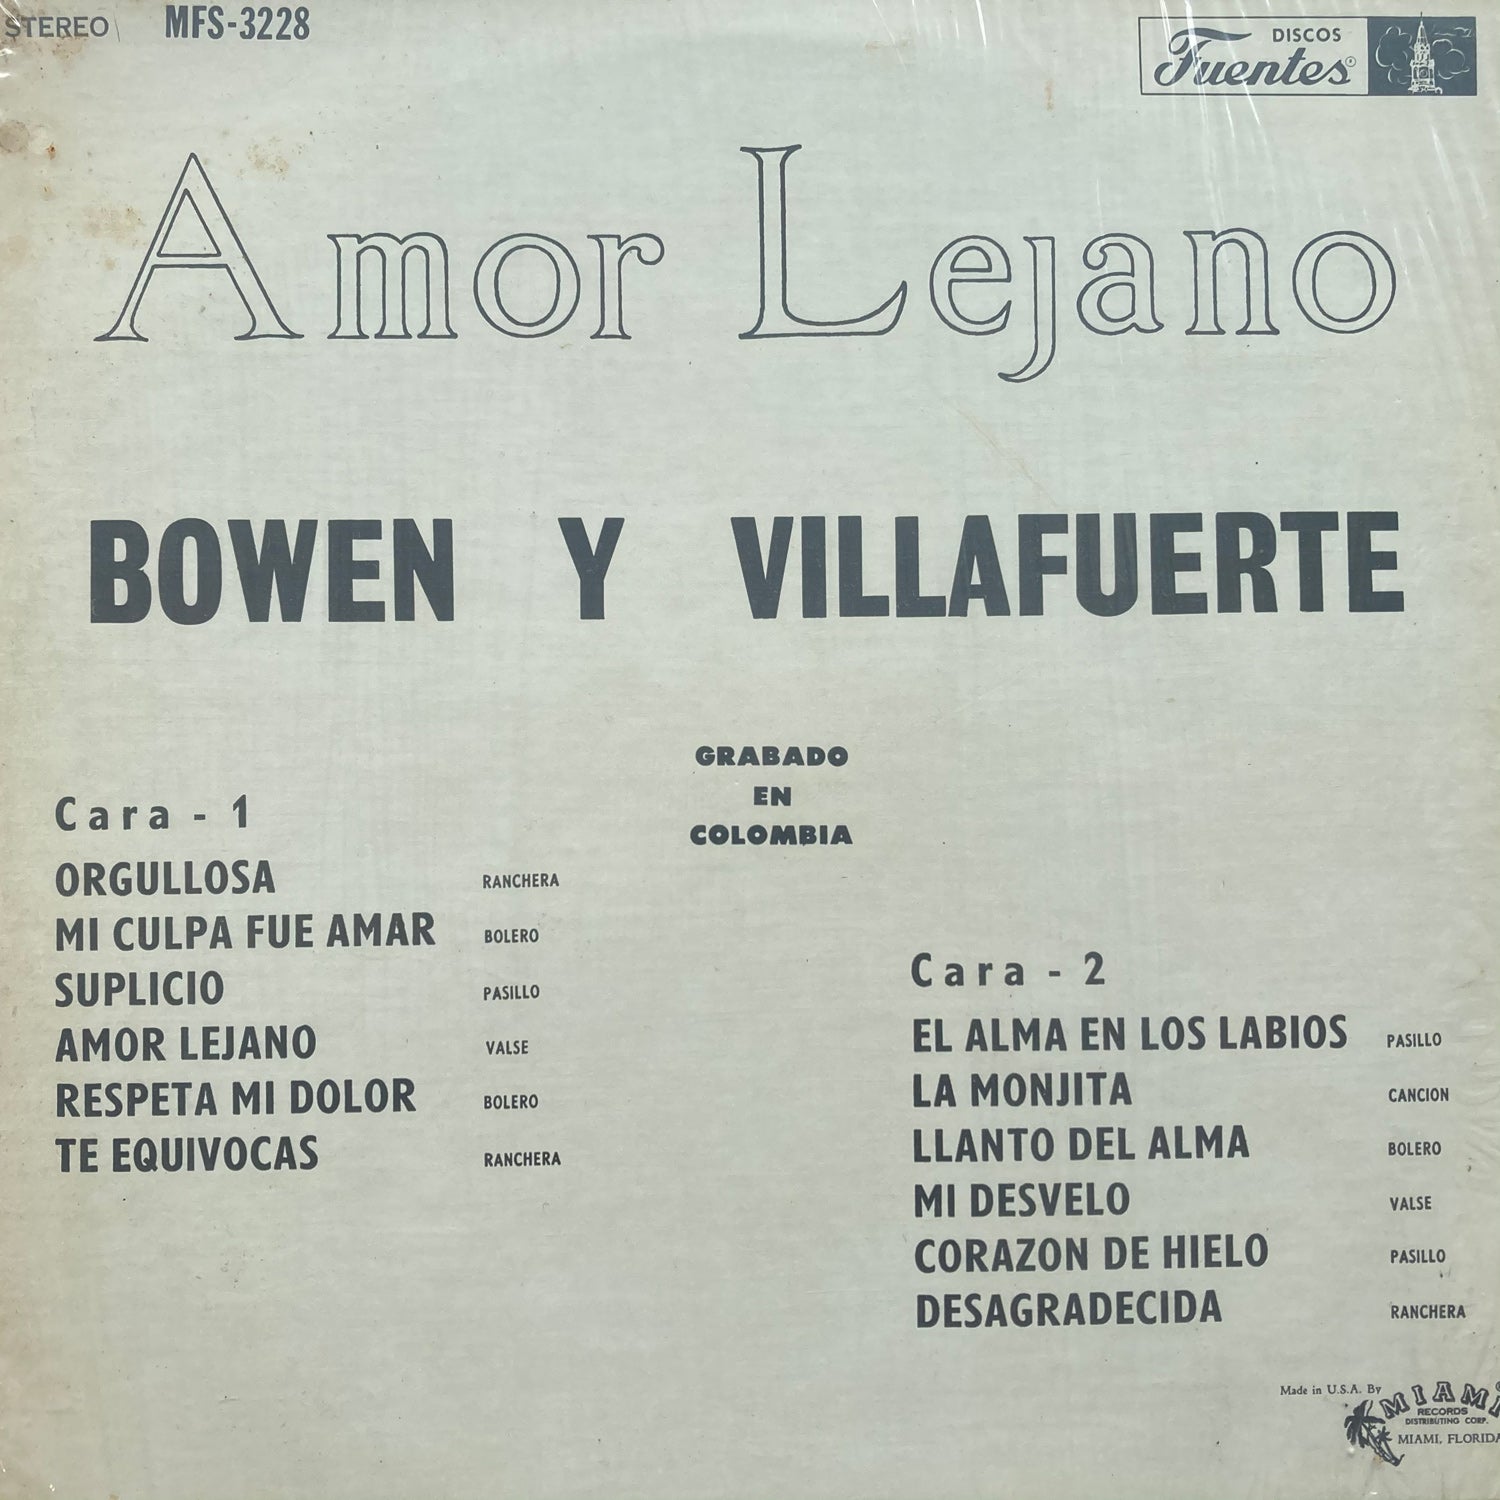 STEREO MFS-3228
DISCOS
Fuentes
Amor Lejano
BOWEN Y VILLAFUERTE
GRABADO
EN
COLOMBIA
Cara - 1
ORGULLOSA RANCHERA
MI CULPA FUE AMAR BOLERO
SUPLICIO PASILLO
AMOR LEJANO VALSE
RESPETA MI DOLOR BOLERO
TE EQUIVOCAS RANCHERA
Cara - 2
EL ALMA EN LOS LABIOS PASILLO
LA MONJITA CANCION
LLANTO DEL ALMA BOLERO
MI DESVELO VALSE
CORAZON DE HIELO PASILLO
DESAGRADECIDA RANCHERA
Made in U.S.A. By
MIAMI
RECORDS
DISTRIBUTING CORP.
MIAMI, FLORIDA